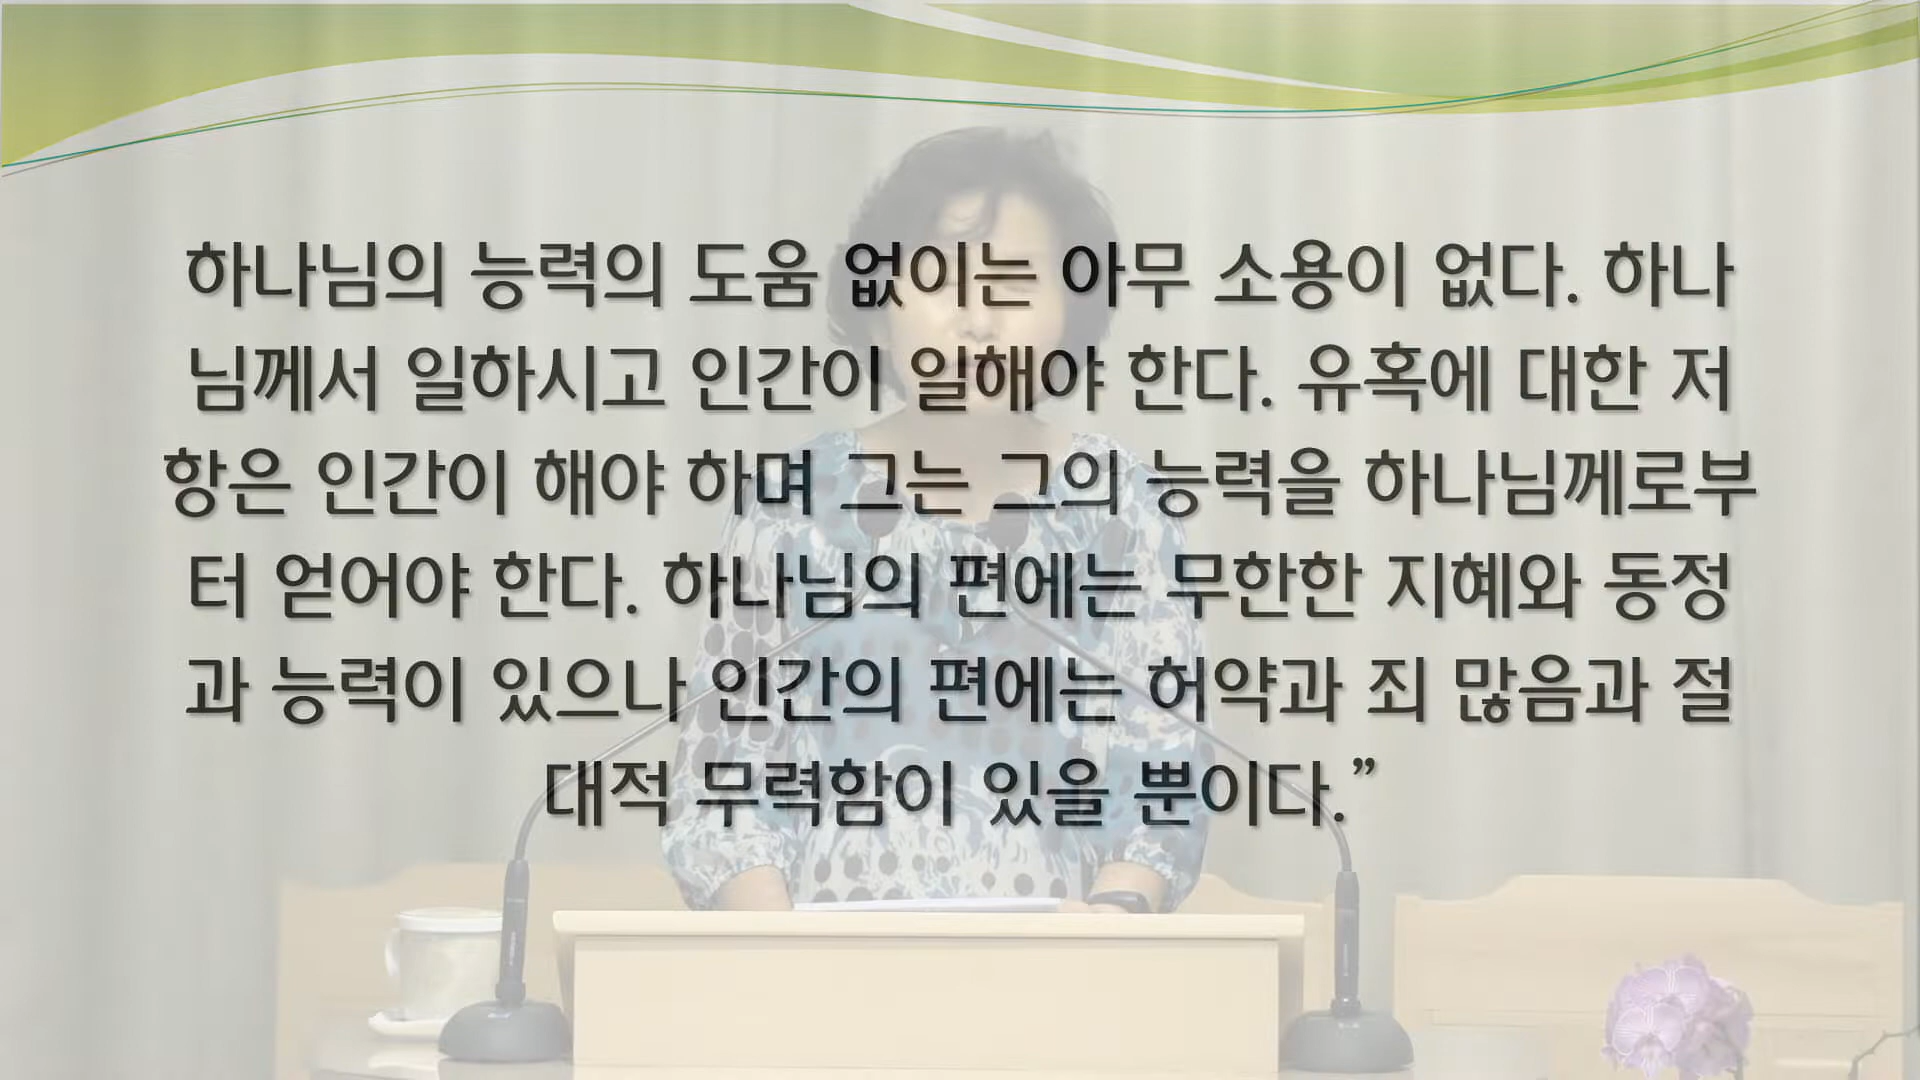 하나님의 능력의 도움 없이는 아무 소용이 없다. 하나
님께서 일하시고 인간이 일해야 한다. 유혹에 대한 저
항은 인간이 해야 하며 그는 그의 능력을 하나님께로부
터 얻어야 한다. 하나님의 편에는 무한한 지혜와 동정
과 능력이 있으나 인간의 편에는 허약과 죄 많음과 절
대적 무력함이 있을 뿐이다.”